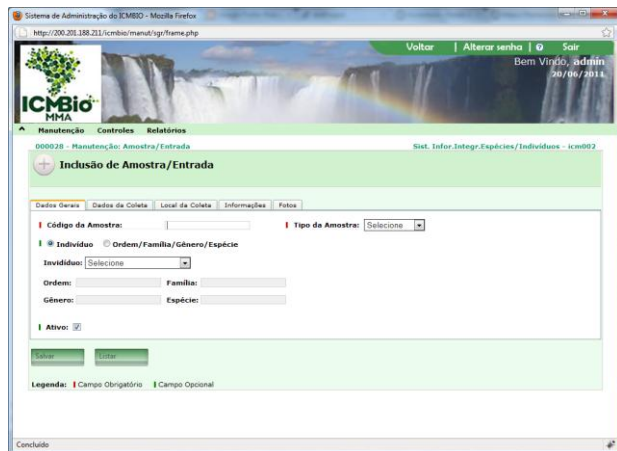 Sistema de Administração do ICMBIO - Mozilla Firefox
http://200.201.188.211/icmbio/manut/sgr/frame.php
Voltar | Alterar senha | Sair
Bem Vindo, admin
20/06/2011
ICMBio
MMA
Manutenção Controles Relatórios
000028 - Manutenção: Amostra/Entrada Sist. Infor.Integr.Espécies/Indivíduos - icm002
Inclusão de Amostra/Entrada
Dados Gerais Dados da Coleta Local da Coleta Informações Fotos
Código da Amostra: Tipo da Amostra: Selecione
Indivíduo Ordem/Família/Gênero/Espécie
Invidíduo: Selecione
Ordem: Família:
Gênero: Espécie:
Ativo:
Salvar Listar
Legenda: Campo Obrigatório Campo Opcional
Concluído